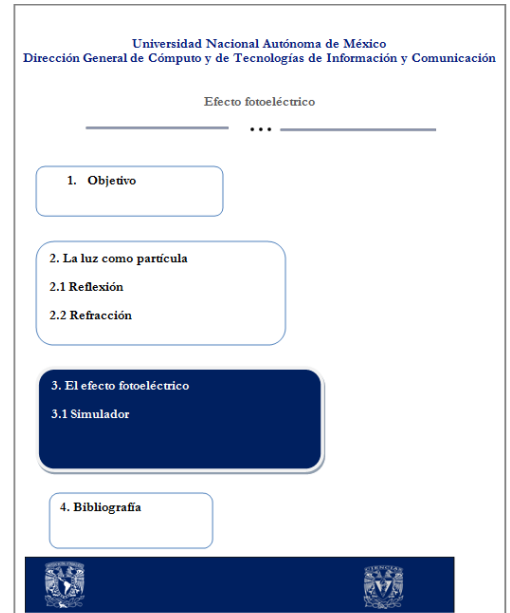 Universidad Nacional Autónoma de México
Dirección General de Cómputo y de Tecnologías de Información y Comunicación
Efecto fotoeléctrico
1. Objetivo
2. La luz como partícula
2.1 Reflexión
2.2 Refracción
3. El efecto fotoeléctrico
3.1 Simulador
4. Bibliografía
CIENCIAS